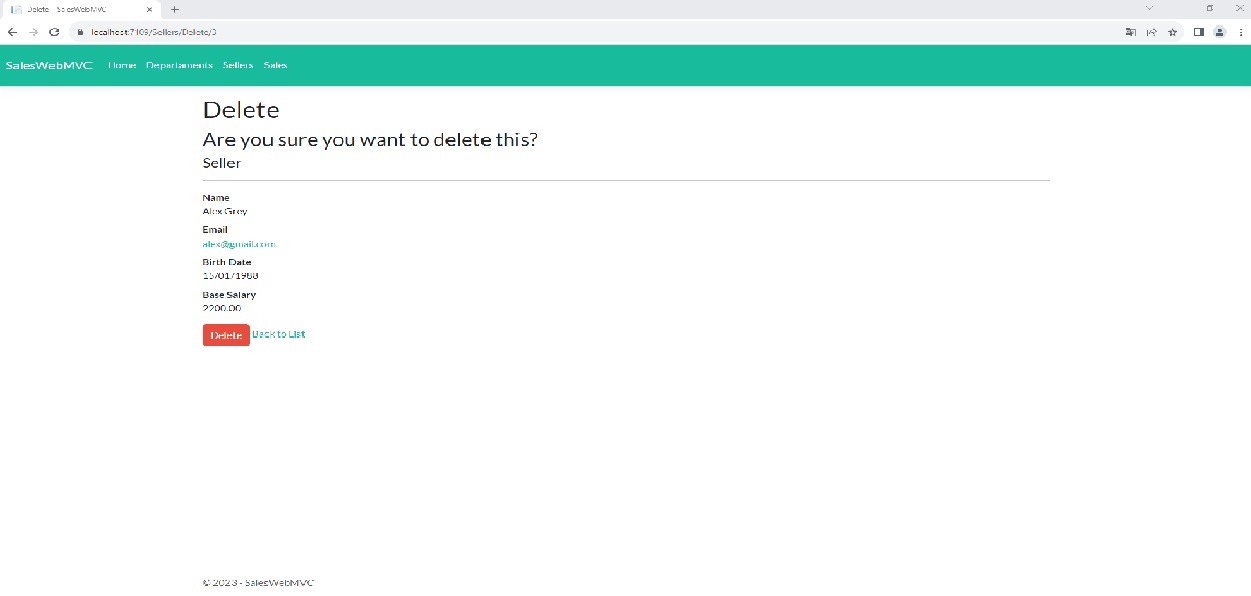 Delete - SalesWebMVC
localhost:7109/Sellers/Delete/3
SalesWebMVC Home Departaments Sellers Sales
Delete
Are you sure you want to delete this?
Seller
Name
Alex Grey
Email
alex@gmail.com
Birth Date
15/01/1988
Base Salary
2200.00
Delete Back to List
© 2023 - SalesWebMVC